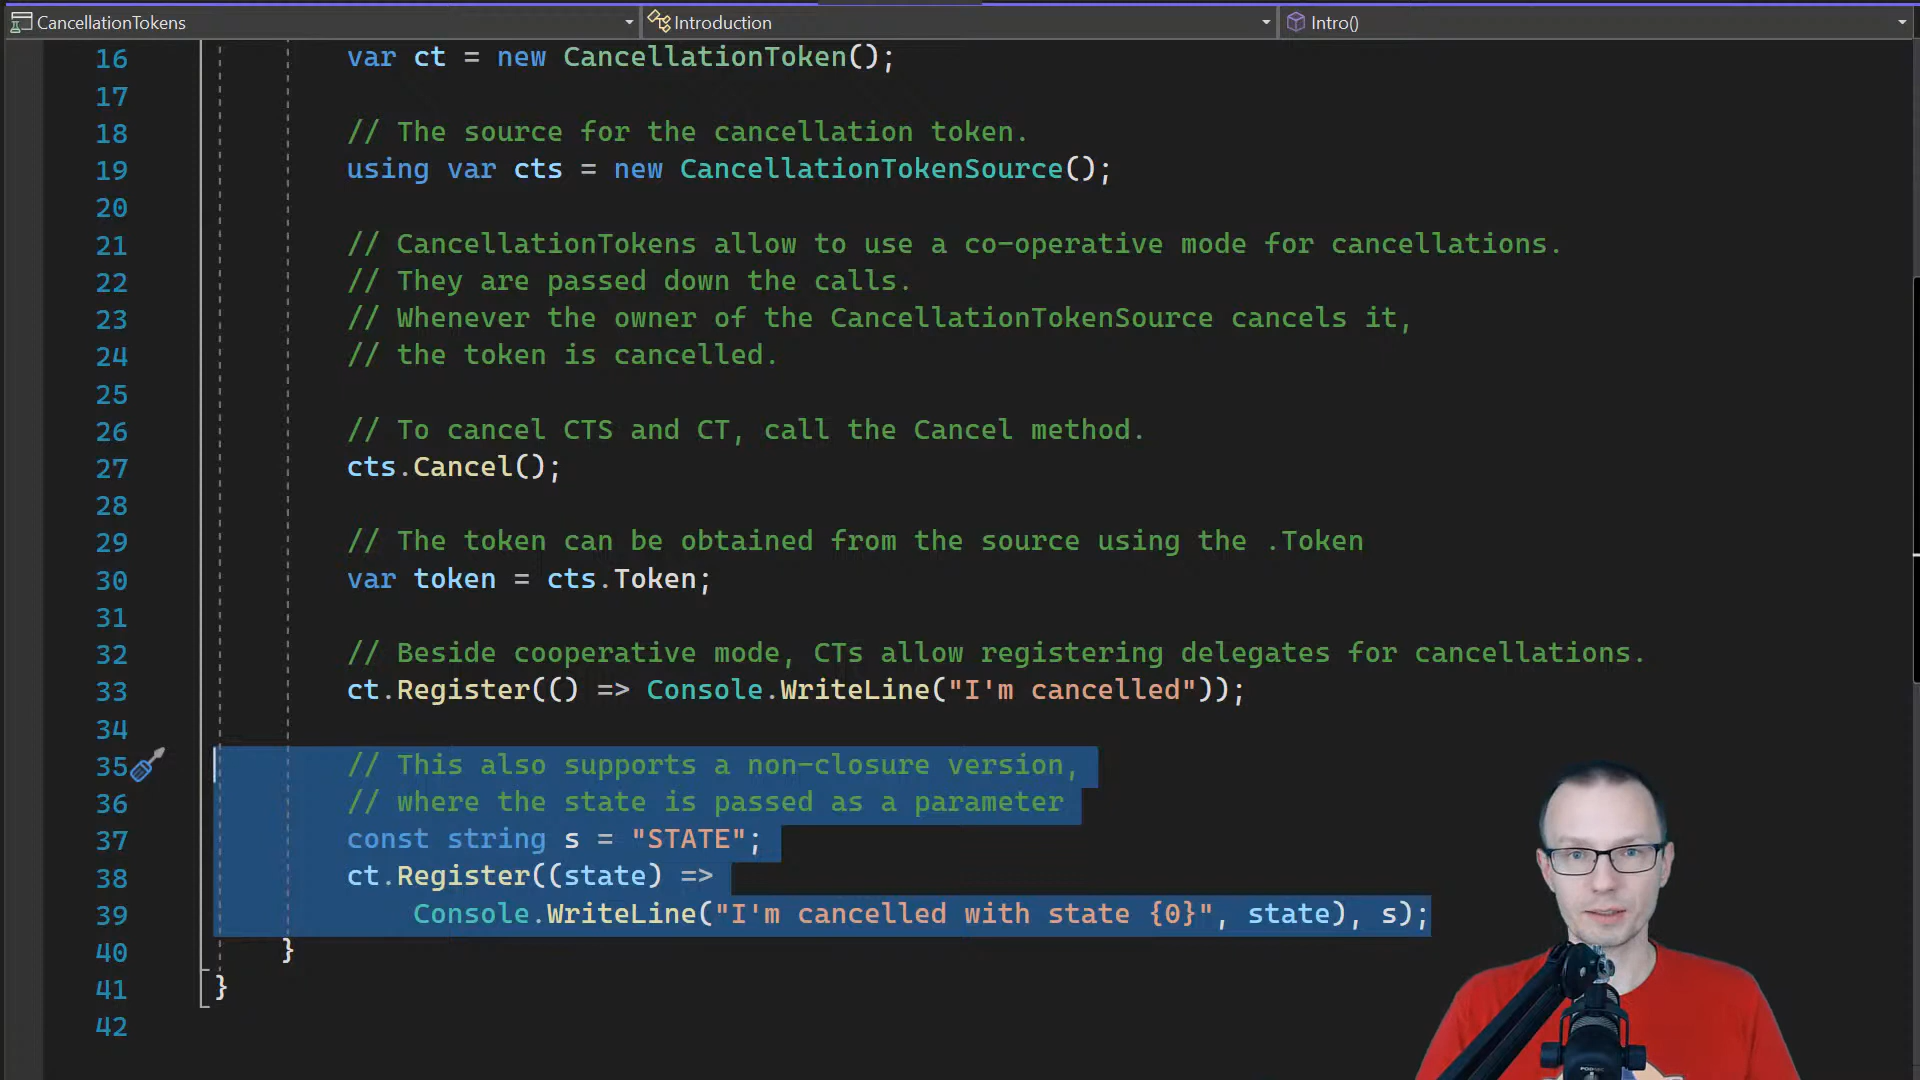 CancellationTokens
Introduction
Intro()
16 var ct = new CancellationToken();
17
18 // The source for the cancellation token.
19 using var cts = new CancellationTokenSource();
20
21 // CancellationTokens allow to use a co-operative mode for cancellations.
22 // They are passed down the calls.
23 // Whenever the owner of the CancellationTokenSource cancels it,
24 // the token is cancelled.
25
26 // To cancel CTS and CT, call the Cancel method.
27 cts.Cancel();
28
29 // The token can be obtained from the source using the .Token
30 var token = cts.Token;
31
32 // Beside cooperative mode, CTs allow registering delegates for cancellations.
33 ct.Register(() => Console.WriteLine("I'm cancelled"));
34
35 // This also supports a non-closure version,
36 // where the state is passed as a parameter
37 const string s = "STATE";
38 ct.Register((state) =>
39 Console.WriteLine("I'm cancelled with state {0}", state), s);
40 }
41 }
42